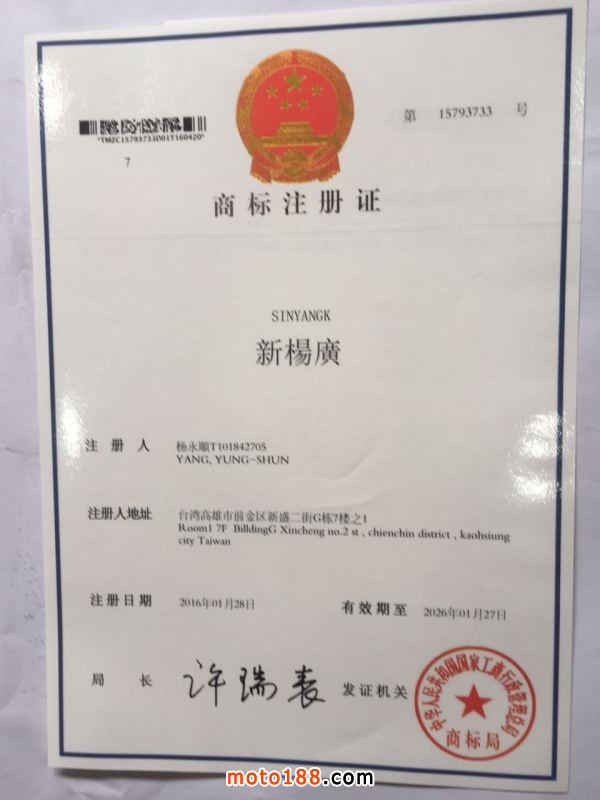 第 15793733 号
*TMZC15793733D01T160420*
7
商标注册证
SINYANGK
新楊廣
注册人 杨永顺T101842705
YANG, YUNG-SHUN
注册人地址 台湾高雄市前金区新盛二街G栋7楼之1
Room1 7F BilldingG Xincheng no.2 st , chienchin district , kaohsiung
city Taiwan
注册日期 2016年01月28日 有效期至 2026年01月27日
局长 许瑞表 发证机关
中华人民共和国国家工商行政管理总局
商标局
moto188.com